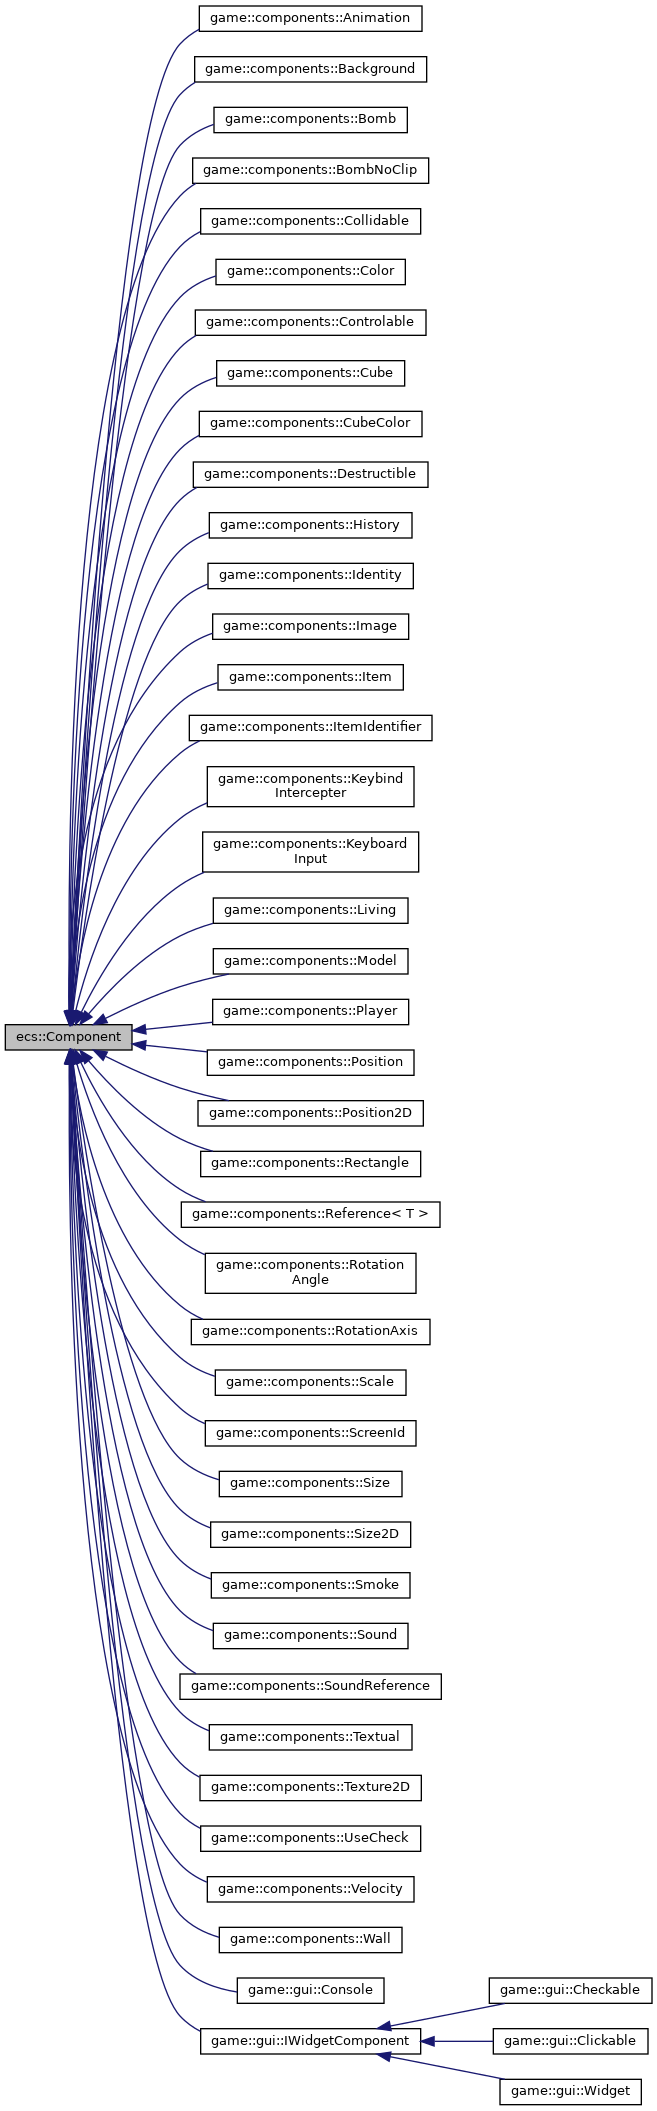 game::components::Animation
game::components::Background
game::components::Bomb
game::components::BombNoClip
game::components::Collidable
game::components::Color
game::components::Controlable
game::components::Cube
game::components::CubeColor
game::components::Destructible
game::components::History
game::components::Identity
game::components::Image
game::components::Item
game::components::ItemIdentifier
game::components::Keybind
Intercepter
game::components::Keyboard
Input
game::components::Living
game::components::Model
game::components::Player
ecs::Component
game::components::Position
game::components::Position2D
game::components::Rectangle
game::components::Reference< T >
game::components::Rotation
Angle
game::components::RotationAxis
game::components::Scale
game::components::ScreenId
game::components::Size
game::components::Size2D
game::components::Smoke
game::components::Sound
game::components::SoundReference
game::components::Textual
game::components::Texture2D
game::components::UseCheck
game::components::Velocity
game::components::Wall
game::gui::Console
game::gui::Checkable
game::gui::IWidgetComponent
game::gui::Clickable
game::gui::Widget